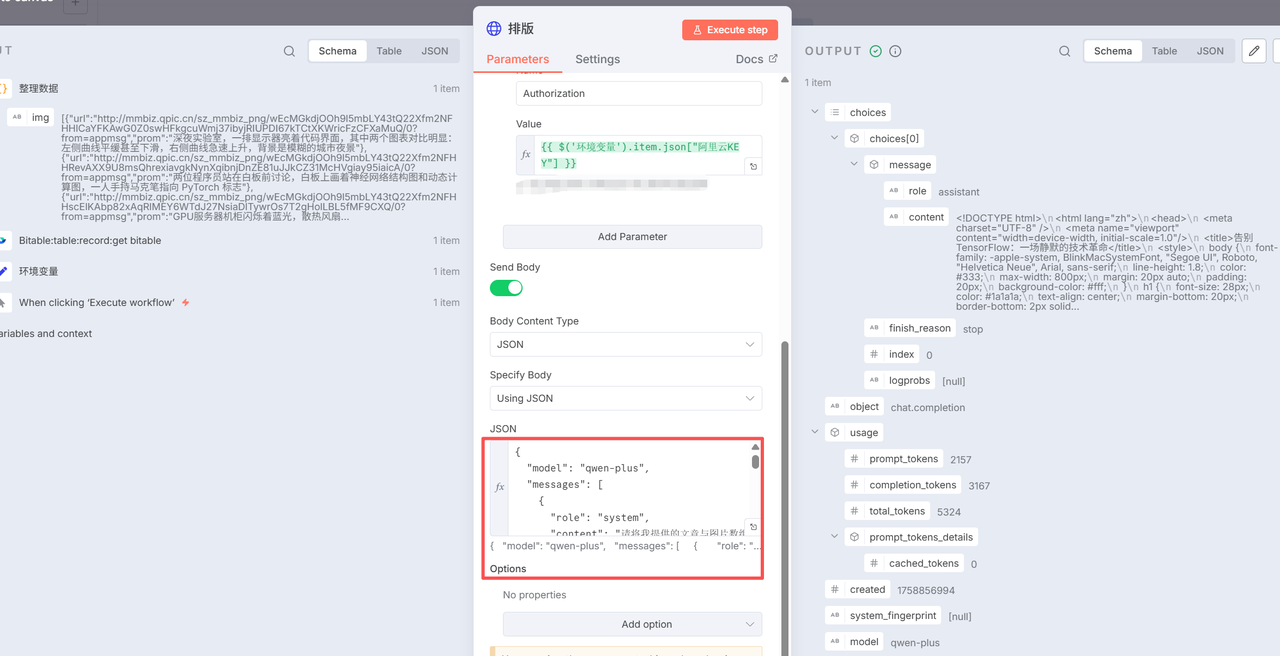 排版
Execute step
Parameters
Settings
Docs
Schema
Table
JSON
整理数据
1 item
img
[{"url":"http://mmbiz.qpic.cn/sz_mmbiz_png/wEcMGkdjOOh9I5mbLY43tQ22Xfm2NF
HHlCaYFKAwG0Z0swHFkgcuWmj37ibyjRIUPDI67kTCtXKWricFzCFXaMuQ/0?
from=appmsg","prom":"深夜实验室，一排显示器亮着代码界面，其中两个图表对比明显：
左侧曲线平缓甚至下滑，右侧曲线急速上升，背景是模糊的城市夜景"},
{"url":"http://mmbiz.qpic.cn/sz_mmbiz_png/wEcMGkdjOOh9I5mbLY43tQ22Xfm2NFH
from=appmsg","prom":"两位程序员站在白板前讨论，白板上画着神经网络结构图和动态计
算图，一人手持马克笔指向 PyTorch 标志"},
{"url":"http://mmbiz.qpic.cn/sz_mmbiz_png/wEcMGkdjOOh9I5mbLY43tQ22Xfm2NFH
from=appmsg","prom":"GPU服务器机柜闪烁着蓝光，散热风扇...
Bitable:table:record:get bitable
1 item
环境变量
1 item
When clicking ‘Execute workflow’
1 item
ariables and context
Authorization
Value
fx
{{ $('环境变量').item.json["阿里云KE
Y"] }}
Add Parameter
Send Body
Body Content Type
JSON
Specify Body
Using JSON
JSON
fx
{
"model": "qwen-plus",
"messages": [
{
"role": "system",
"content": "请将我提供的文章与图片数组
{ "model": "qwen-plus", "messages": [ { "role": "...
Options
No properties
Add option
OUTPUT
Schema
Table
JSON
1 item
choices
choices[0]
message
role
assistant
content
<!DOCTYPE html>\n<html lang="zh">\n<head>\n <meta
charset="UTF-8" />\n <meta name="viewport"
content="width=device-width, initial-scale=1.0"/>\n <title>告别
TensorFlow：一场静默的技术革命</title>\n <style>\n body {\n font-
family: -apple-system, BlinkMacSystemFont, "Segoe UI", Roboto,
"Helvetica Neue", Arial, sans-serif;\n line-height: 1.8;\n color:
#333;\n max-width: 800px;\n margin: 20px auto;\n padding:
20px;\n background-color: #fff;\n }\n h1 {\n font-size: 28px;\n
color: #1a1a1a;\n text-align: center;\n margin-bottom: 20px;\n
border-bottom: 2px solid...
finish_reason
stop
index
0
logprobs
[null]
object
chat.completion
usage
prompt_tokens
2157
completion_tokens
3167
total_tokens
5324
prompt_tokens_details
cached_tokens
0
created
1758856994
system_fingerprint
[null]
model
qwen-plus